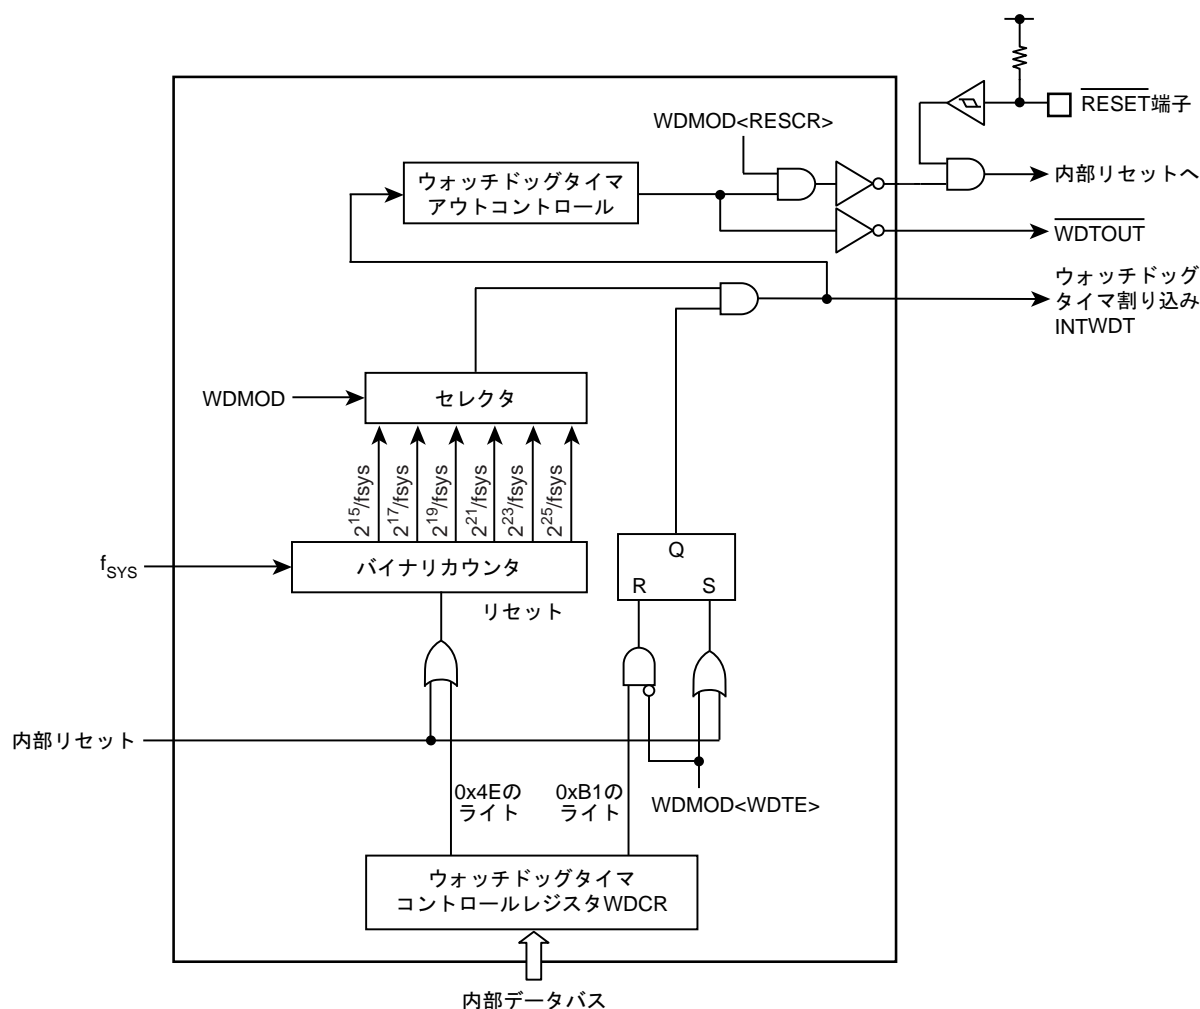 RESET端子
WDMOD<RESCR>
ウォッチドッグタイマ
アウトコントロール
内部リセットへ
WDTOUT
ウォッチドッグ
タイマ割り込み
INTWDT
WDMOD
セレクタ
2^15/fsys
2^17/fsys
2^19/fsys
2^21/fsys
2^23/fsys
2^25/fsys
fSYS
バイナリカウンタ
リセット
Q
R S
内部リセット
0x4Eの
ライト
0xB1の
ライト
WDMOD<WDTE>
ウォッチドッグタイマ
コントロールレジスタWDCR
内部データバス